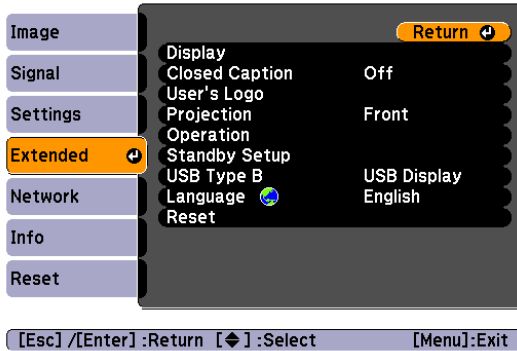 Image
Signal
Settings
Extended
Network
Info
Reset
Return
Display
Closed Caption Off
User's Logo
Projection Front
Operation
Standby Setup
USB Type B USB Display
Language English
Reset
[Esc] /[Enter] :Return [◆] :Select [Menu]:Exit